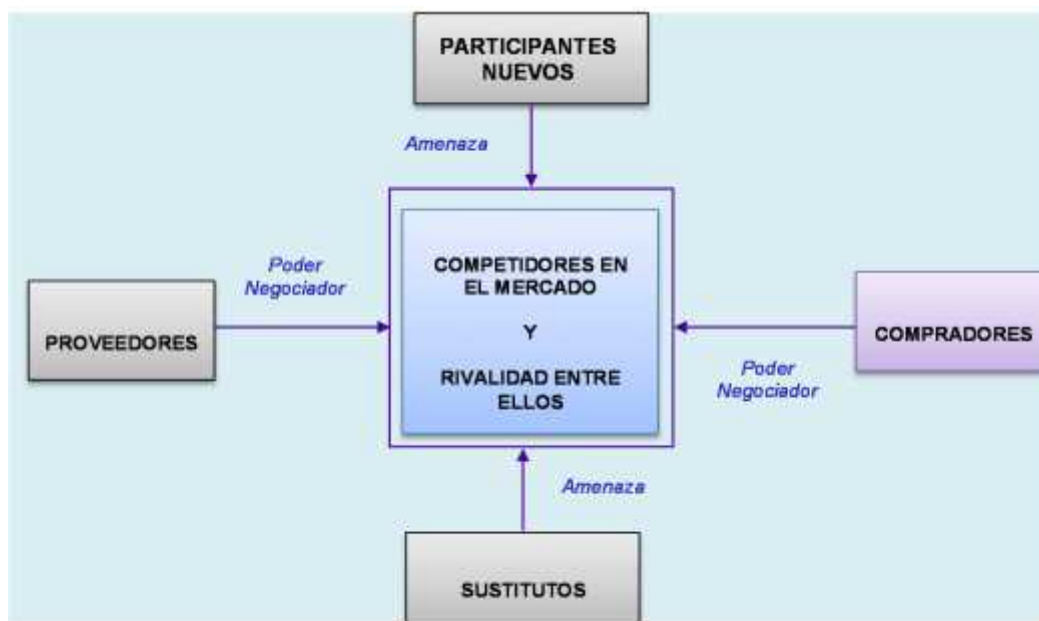 PARTICIPANTES
NUEVOS
Amenaza
Poder
Negociador
PROVEEDORES
COMPETIDORES EN
EL MERCADO
Y
RIVALIDAD ENTRE
ELLOS
COMPRADORES
Poder
Negociador
Amenaza
SUSTITUTOS